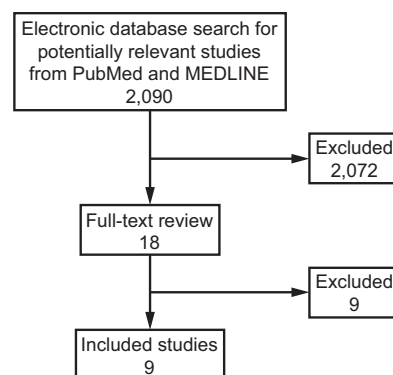 Electronic database search for
potentially relevant studies
from PubMed and MEDLINE
2,090
Excluded
2,072
Full-text review
18
Excluded
9
Included studies
9